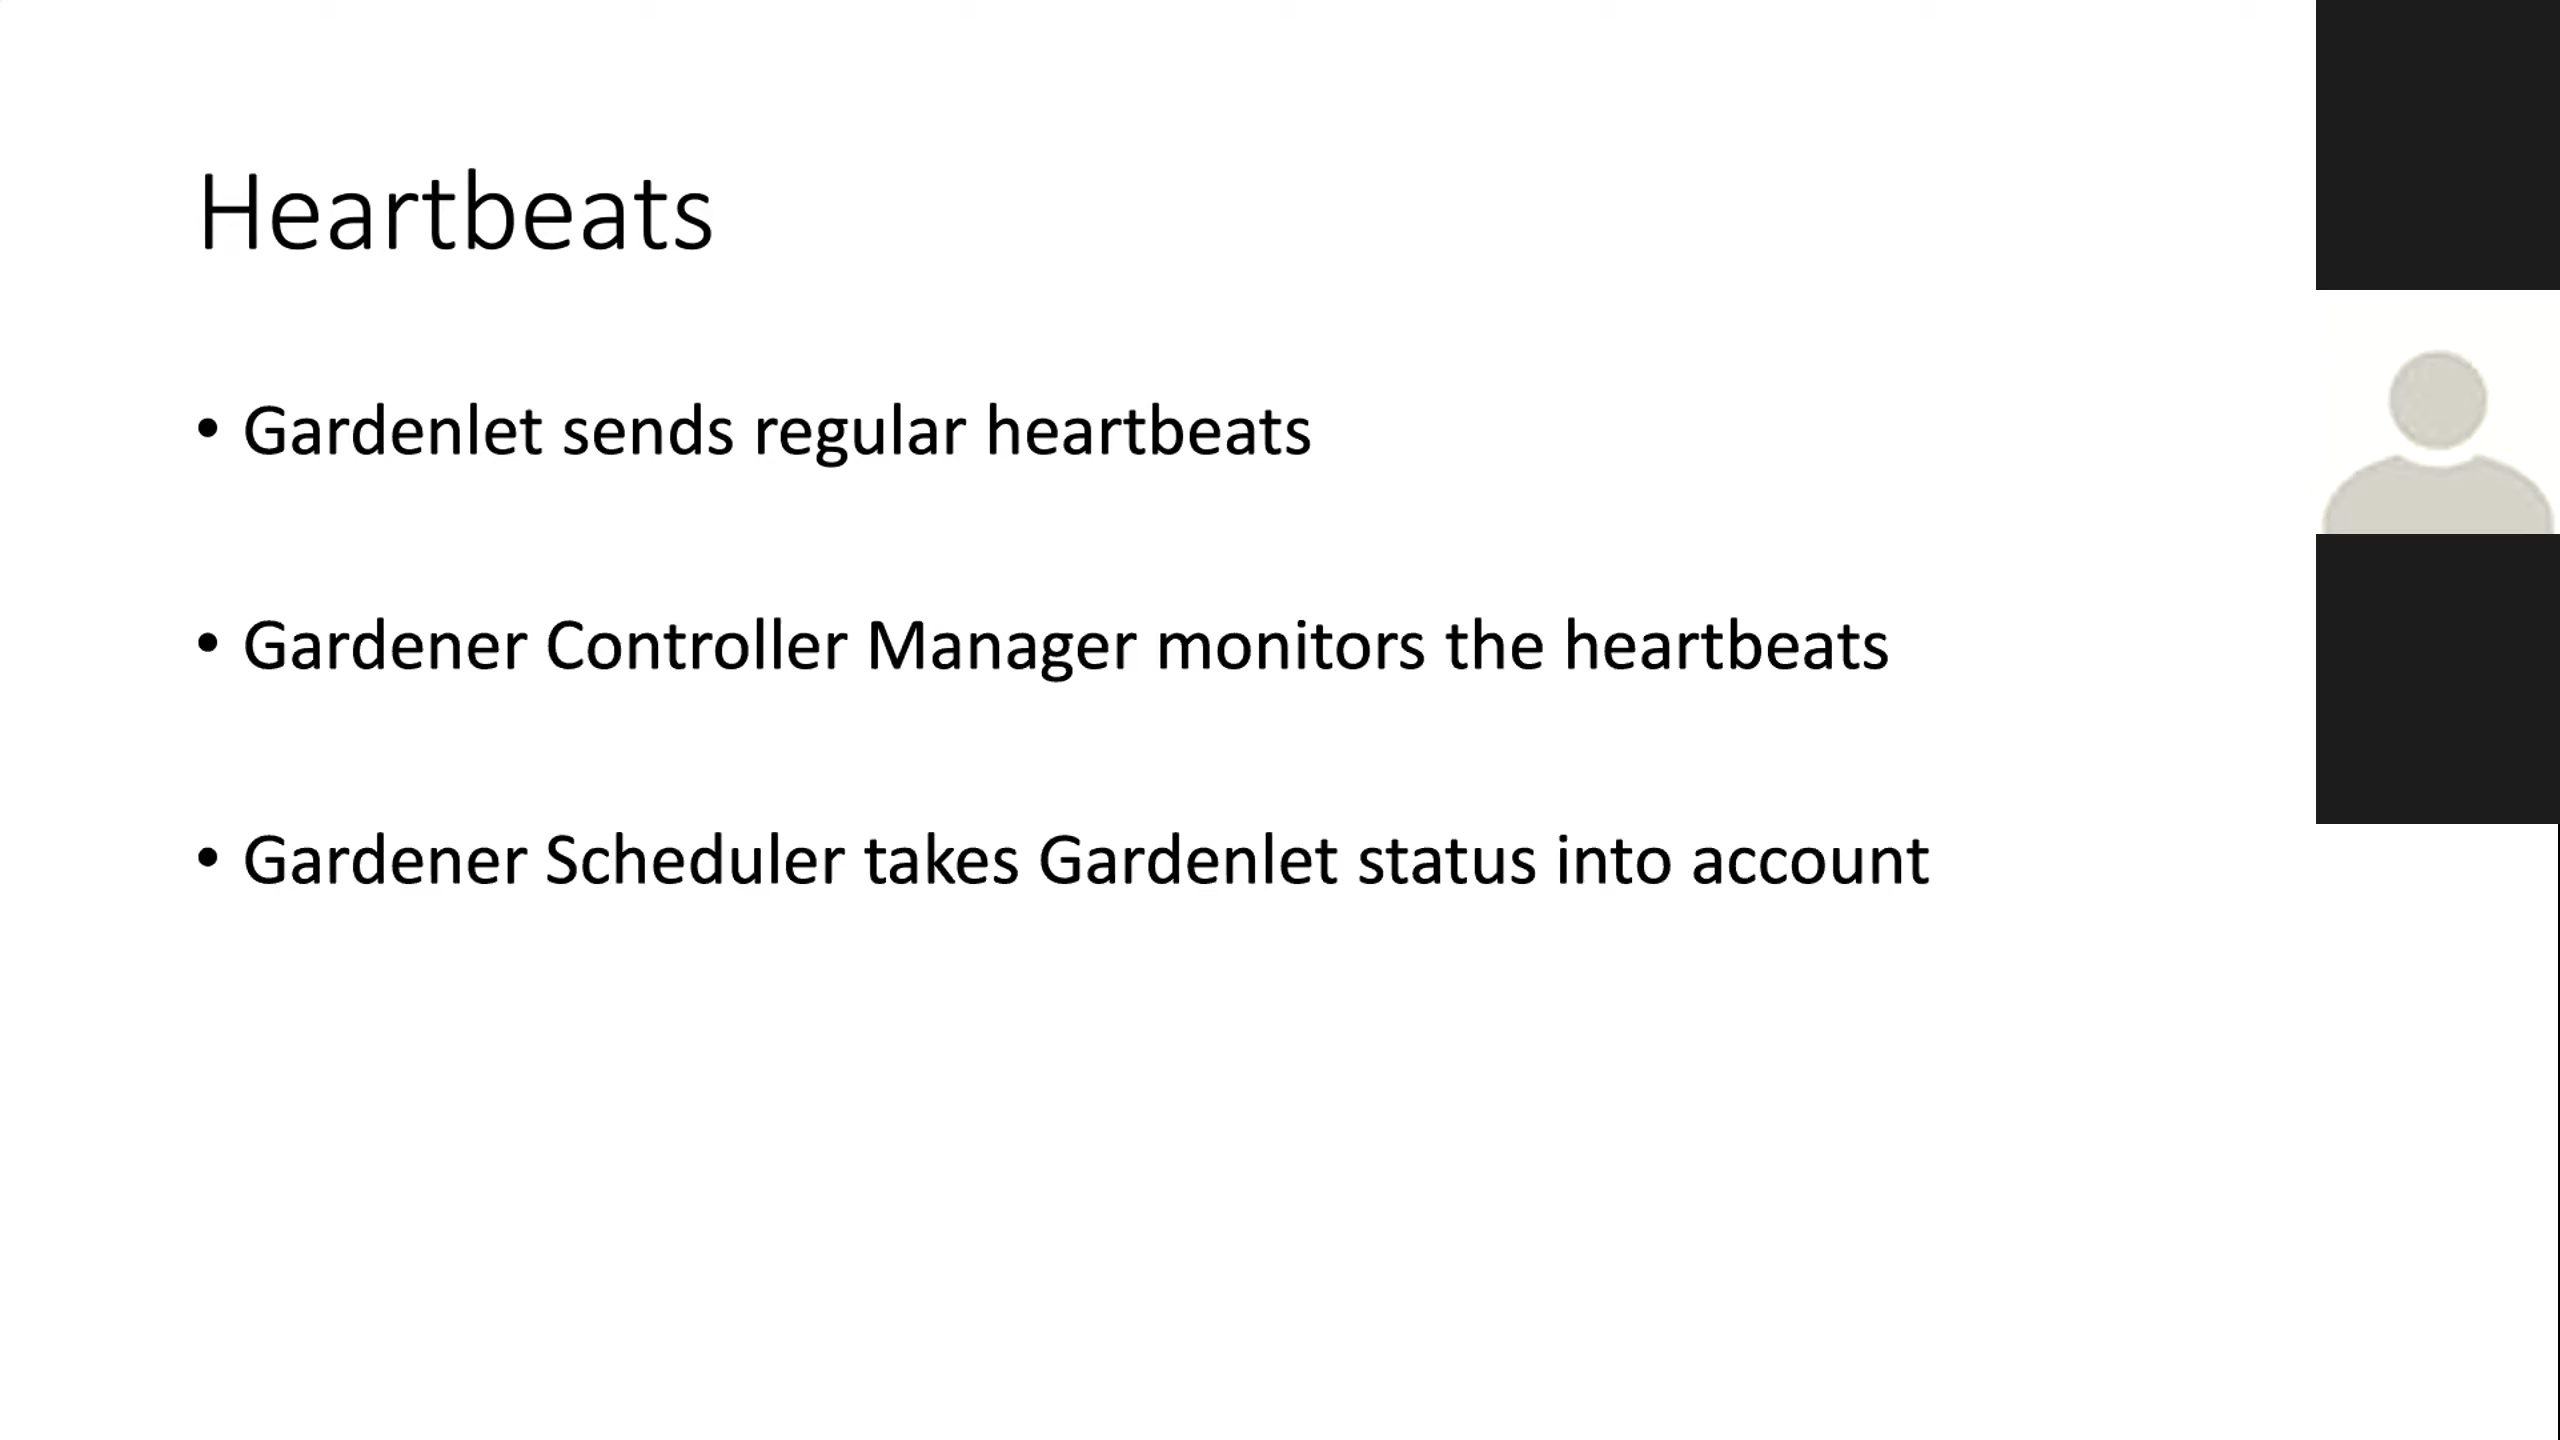 Heartbeats
• Gardenlet sends regular heartbeats
• Gardener Controller Manager monitors the heartbeats
• Gardener Scheduler takes Gardenlet status into account